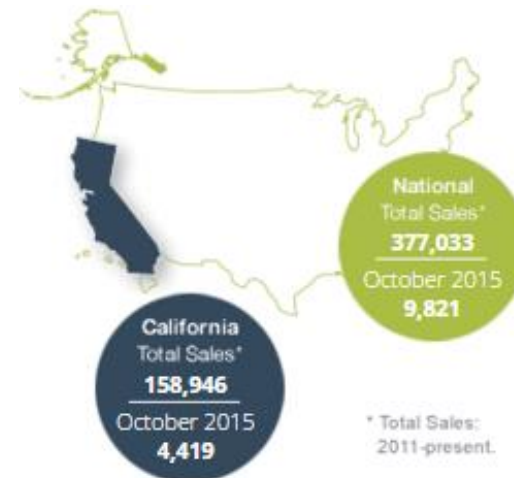 National
Total Sales*
377,033
October 2015
9,821
California
Total Sales*
158,946
October 2015
4,419
* Total Sales:
2011-present.